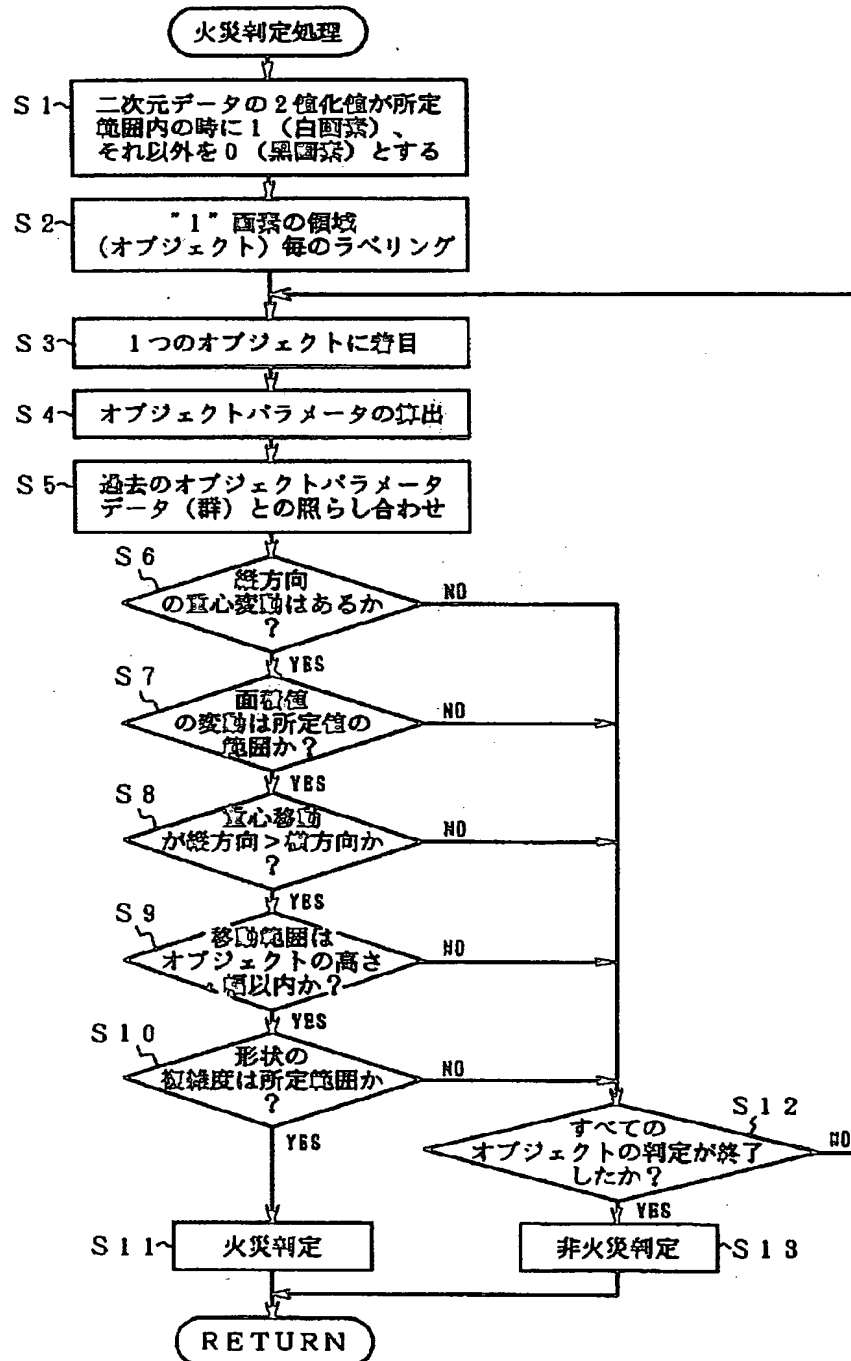 火災判定処理
S1
二次元データの2値化値が所定
範囲内の時に1（白画素）、
それ以外を0（黒画素）とする
S2
"1"画素の領域
（オブジェクト）毎のラベリング
S3
1つのオブジェクトに着目
S4
オブジェクトパラメータの算出
S5
過去のオブジェクトパラメータ
データ（群）との照らし合わせ
S6
縦方向
の重心変動はあるか
?
NO
YES
S7
面積値
の変動は所定値の
範囲か?
NO
YES
S8
重心移動
が縦方向>横方向か
?
NO
YES
S9
移動範囲は
オブジェクトの高さ
幅以内か?
NO
YES
S10
形状の
複雑度は所定範囲か
?
NO
YES
S12
すべての
オブジェクトの判定が終了
したか?
NO
YES
S11
火災判定
非火災判定
S13
RETURN